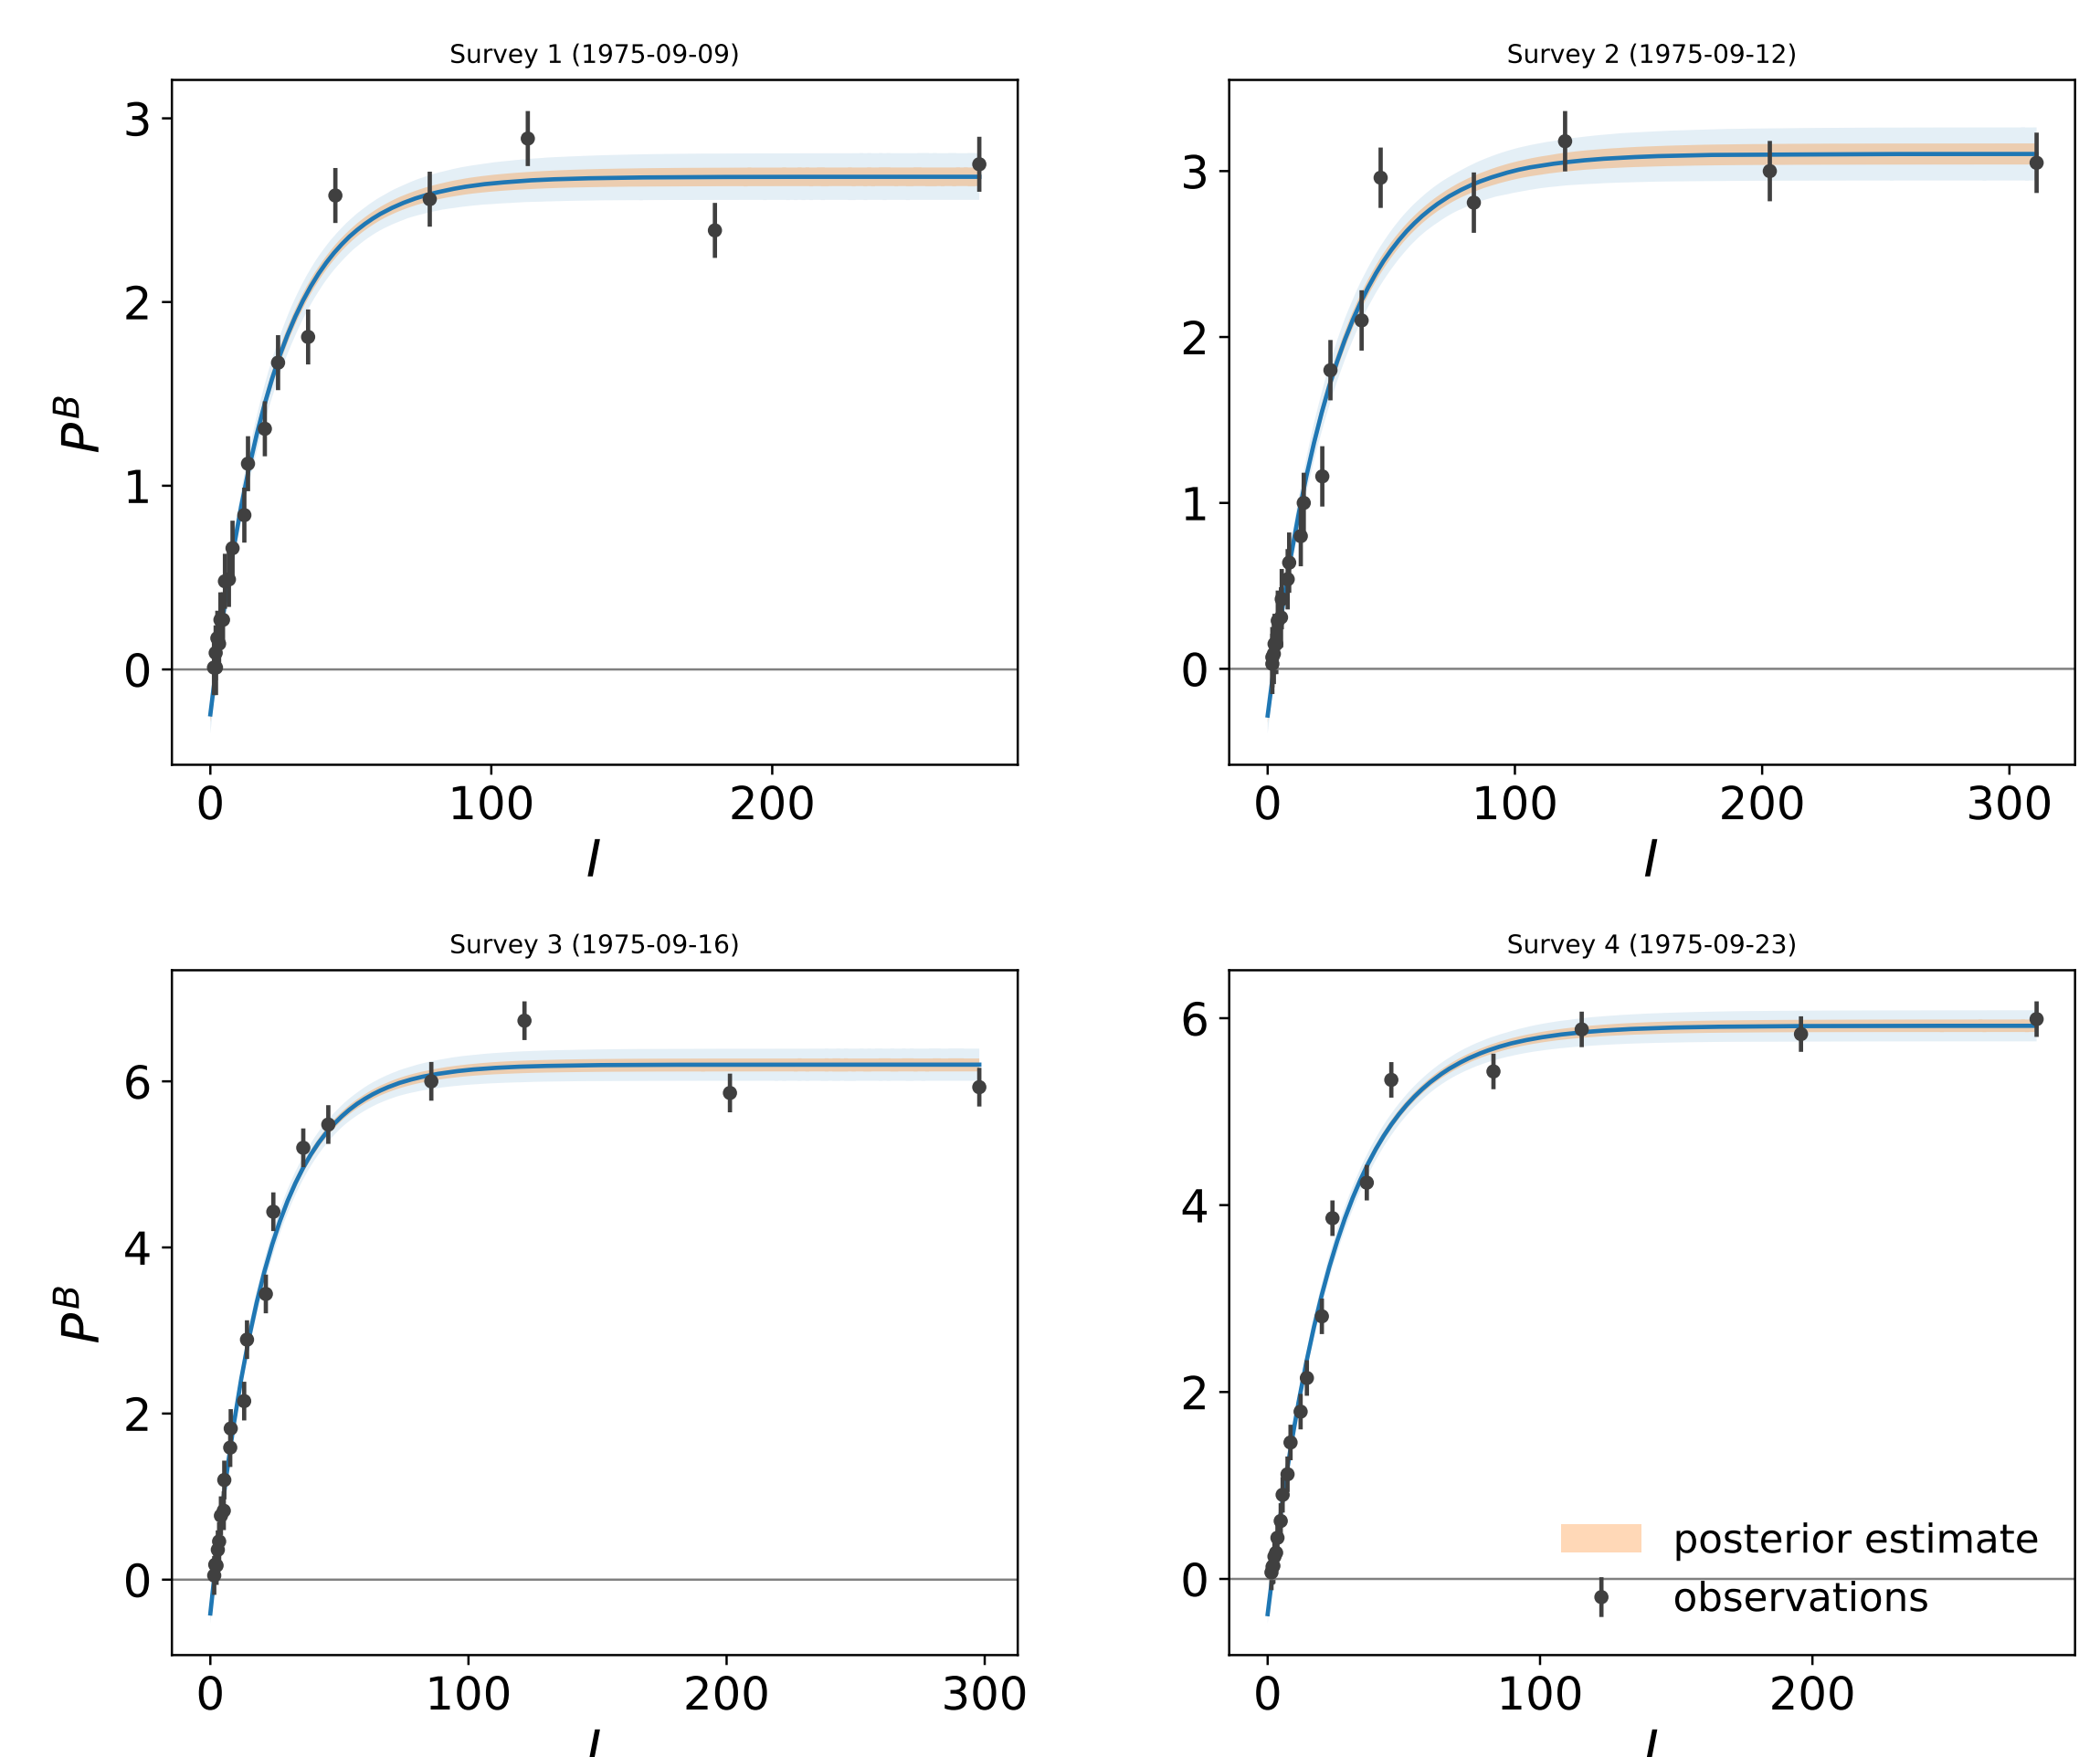 Survey 1 (1975-09-09)
3
2
1
0
P^B
0 100 200
I
Survey 2 (1975-09-12)
3
2
1
0
0 100 200 300
I
Survey 3 (1975-09-16)
6
4
2
0
P^B
0 100 200 300
I
Survey 4 (1975-09-23)
6
4
2
0
posterior estimate
observations
0 100 200
I